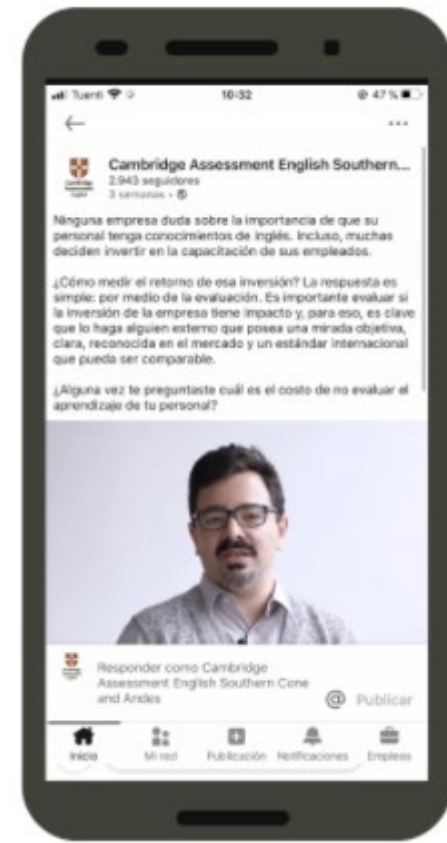 Tuenti 10:32 @ 47 %
Cambridge Assessment English Southern...
2.943 seguidores
3 semanas •
Ninguna empresa duda sobre la importancia de que su
personal tenga conocimientos de inglés. Incluso, muchas
deciden invertir en la capacitación de sus empleados.
¿Cómo medir el retorno de esa inversión? La respuesta es
simple: por medio de la evaluación. Es importante evaluar si
la inversión de la empresa tiene impacto y, para eso, es clave
que lo haga alguien externo que posea una mirada objetiva,
clara, reconocida en el mercado y un estándar internacional
que pueda ser comparable.
¿Alguna vez te preguntaste cuál es el costo de no evaluar el
aprendizaje de tu personal?
Responder como Cambridge
Assessment English Southern Cone
and Andes @ Publicar
Inicio Mi red Publicación Notificaciones Empleos